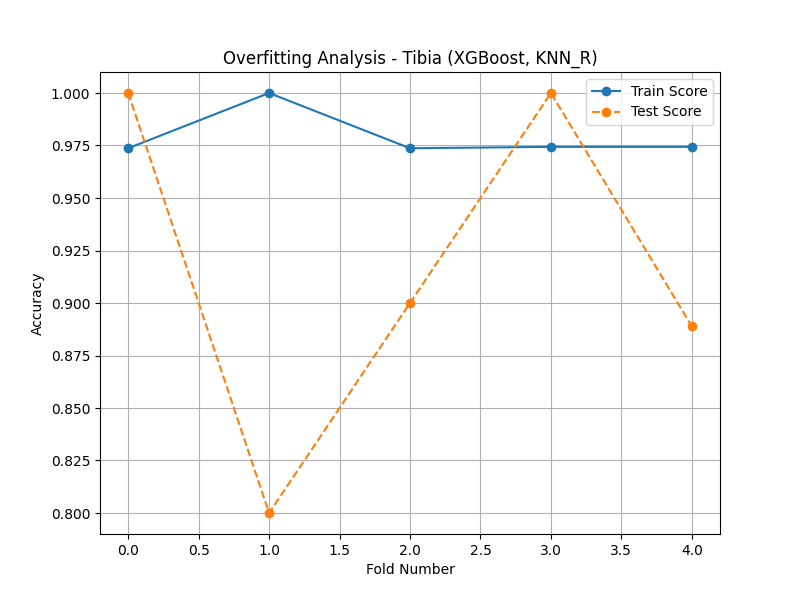 Overfitting Analysis - Tibia (XGBoost, KNN_R)
Train Score
Test Score
Accuracy
1.000
0.975
0.950
0.925
0.900
0.875
0.850
0.825
0.800
0.0 0.5 1.0 1.5 2.0 2.5 3.0 3.5 4.0
Fold Number